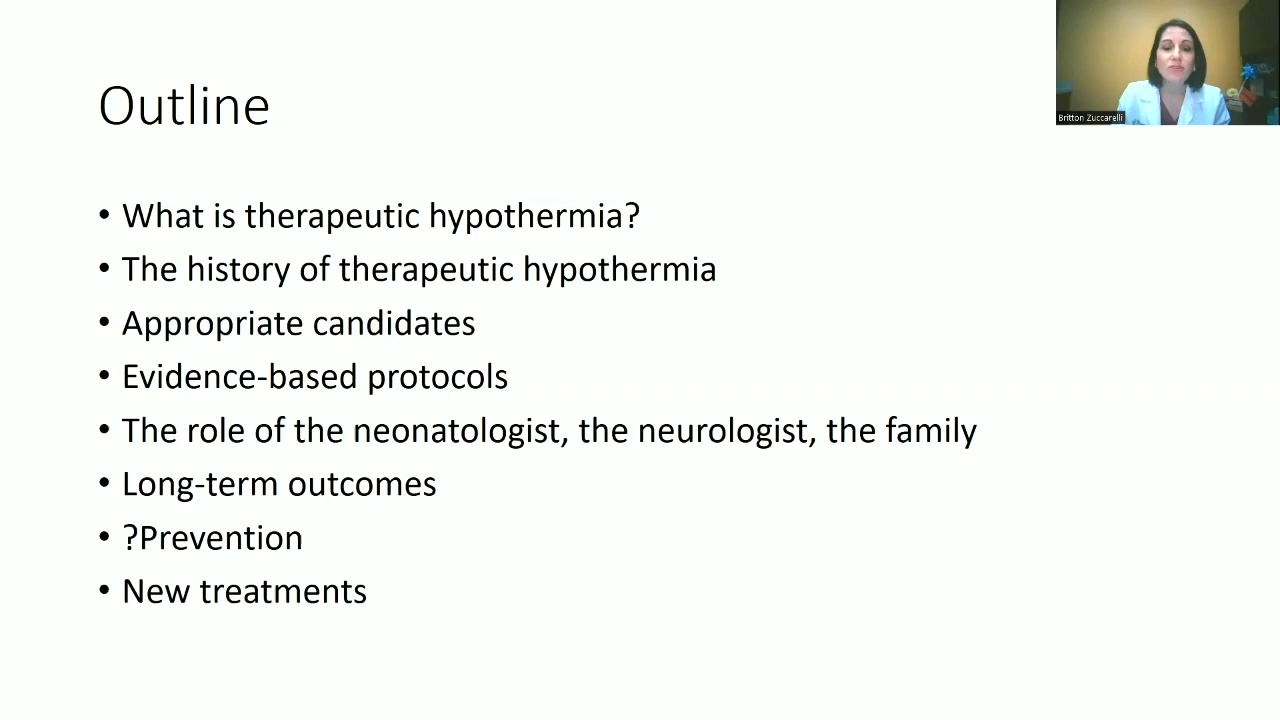 Outline
• What is therapeutic hypothermia?
• The history of therapeutic hypothermia
• Appropriate candidates
• Evidence-based protocols
• The role of the neonatologist, the neurologist, the family
• Long-term outcomes
• ?Prevention
• New treatments
Britton Zuccarelli